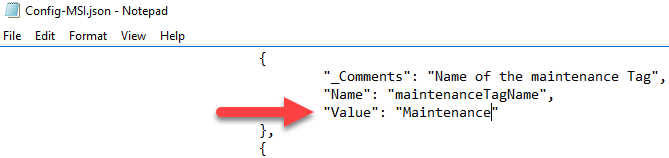 Config-MSI.json - Notepad
File Edit Format View Help
{
"_Comments": "Name of the maintenance Tag",
"Name": "maintenanceTagName",
"Value": "Maintenance"
},
{